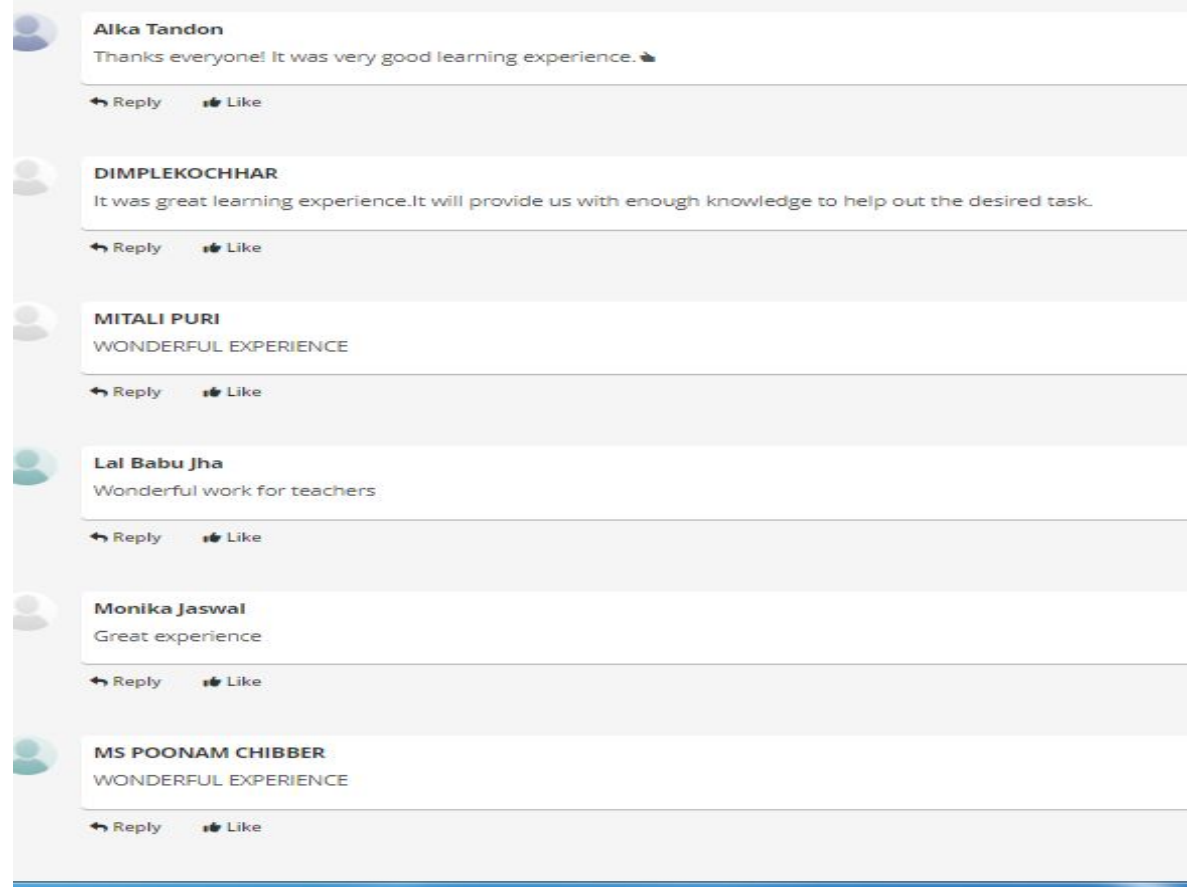 Alka Tandon
Thanks everyone! It was very good learning experience.
Reply Like
DIMPLEKOCHHAR
It was great learning experience.It will provide us with enough knowledge to help out the desired task.
Reply Like
MITALI PURI
WONDERFUL EXPERIENCE
Reply Like
Lal Babu Jha
Wonderful work for teachers
Reply Like
Monika Jaswal
Great experience
Reply Like
MS POONAM CHIBBER
WONDERFUL EXPERIENCE
Reply Like